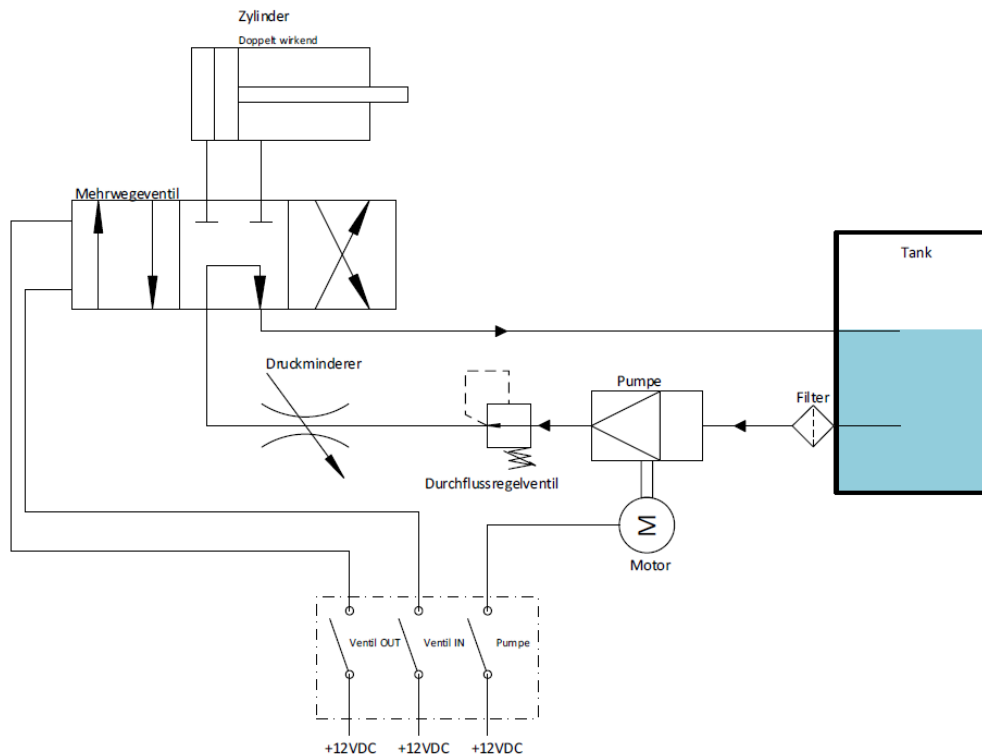 Zylinder
Doppelt wirkend
Mehrwegeventil
Tank
Druckminderer
Pumpe
Filter
Durchflussregelventil
M
Motor
Ventil OUT
Ventil IN
Pumpe
+12VDC
+12VDC
+12VDC